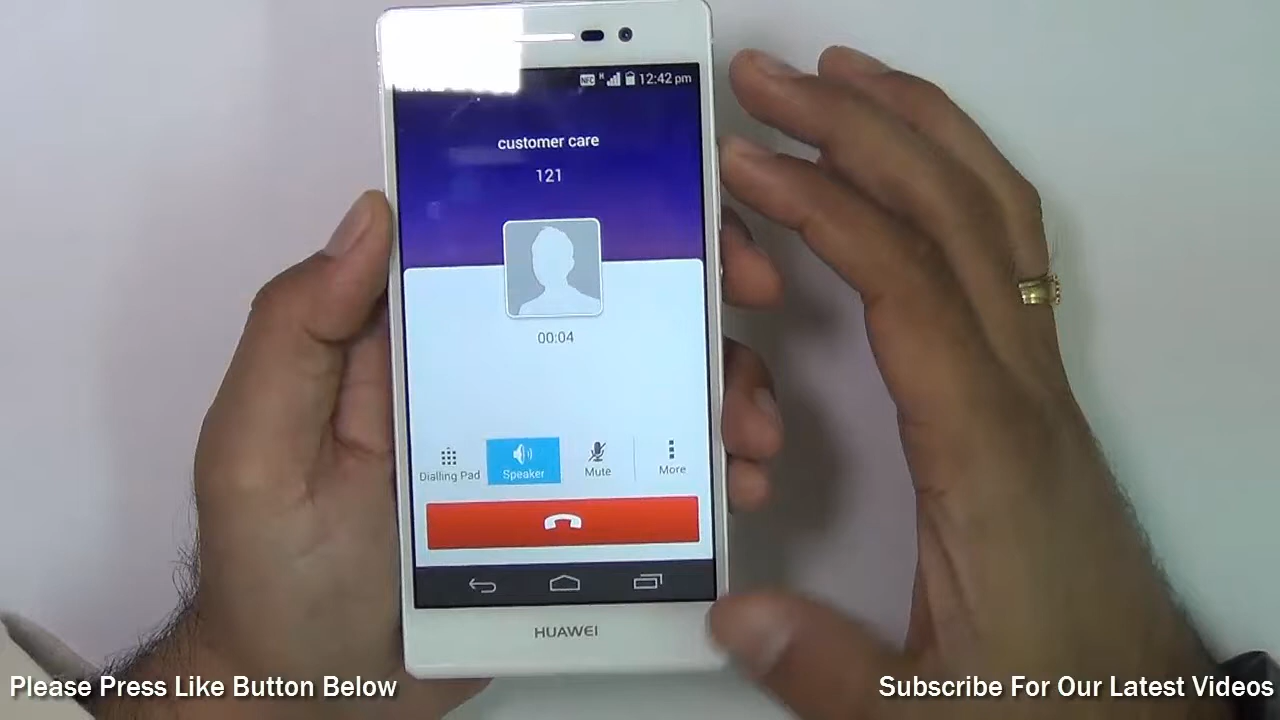 NFC H 12:42 pm
customer care
121
00:04
Dialling Pad Speaker Mute More
HUAWEI
Please Press Like Button Below Subscribe For Our Latest Videos